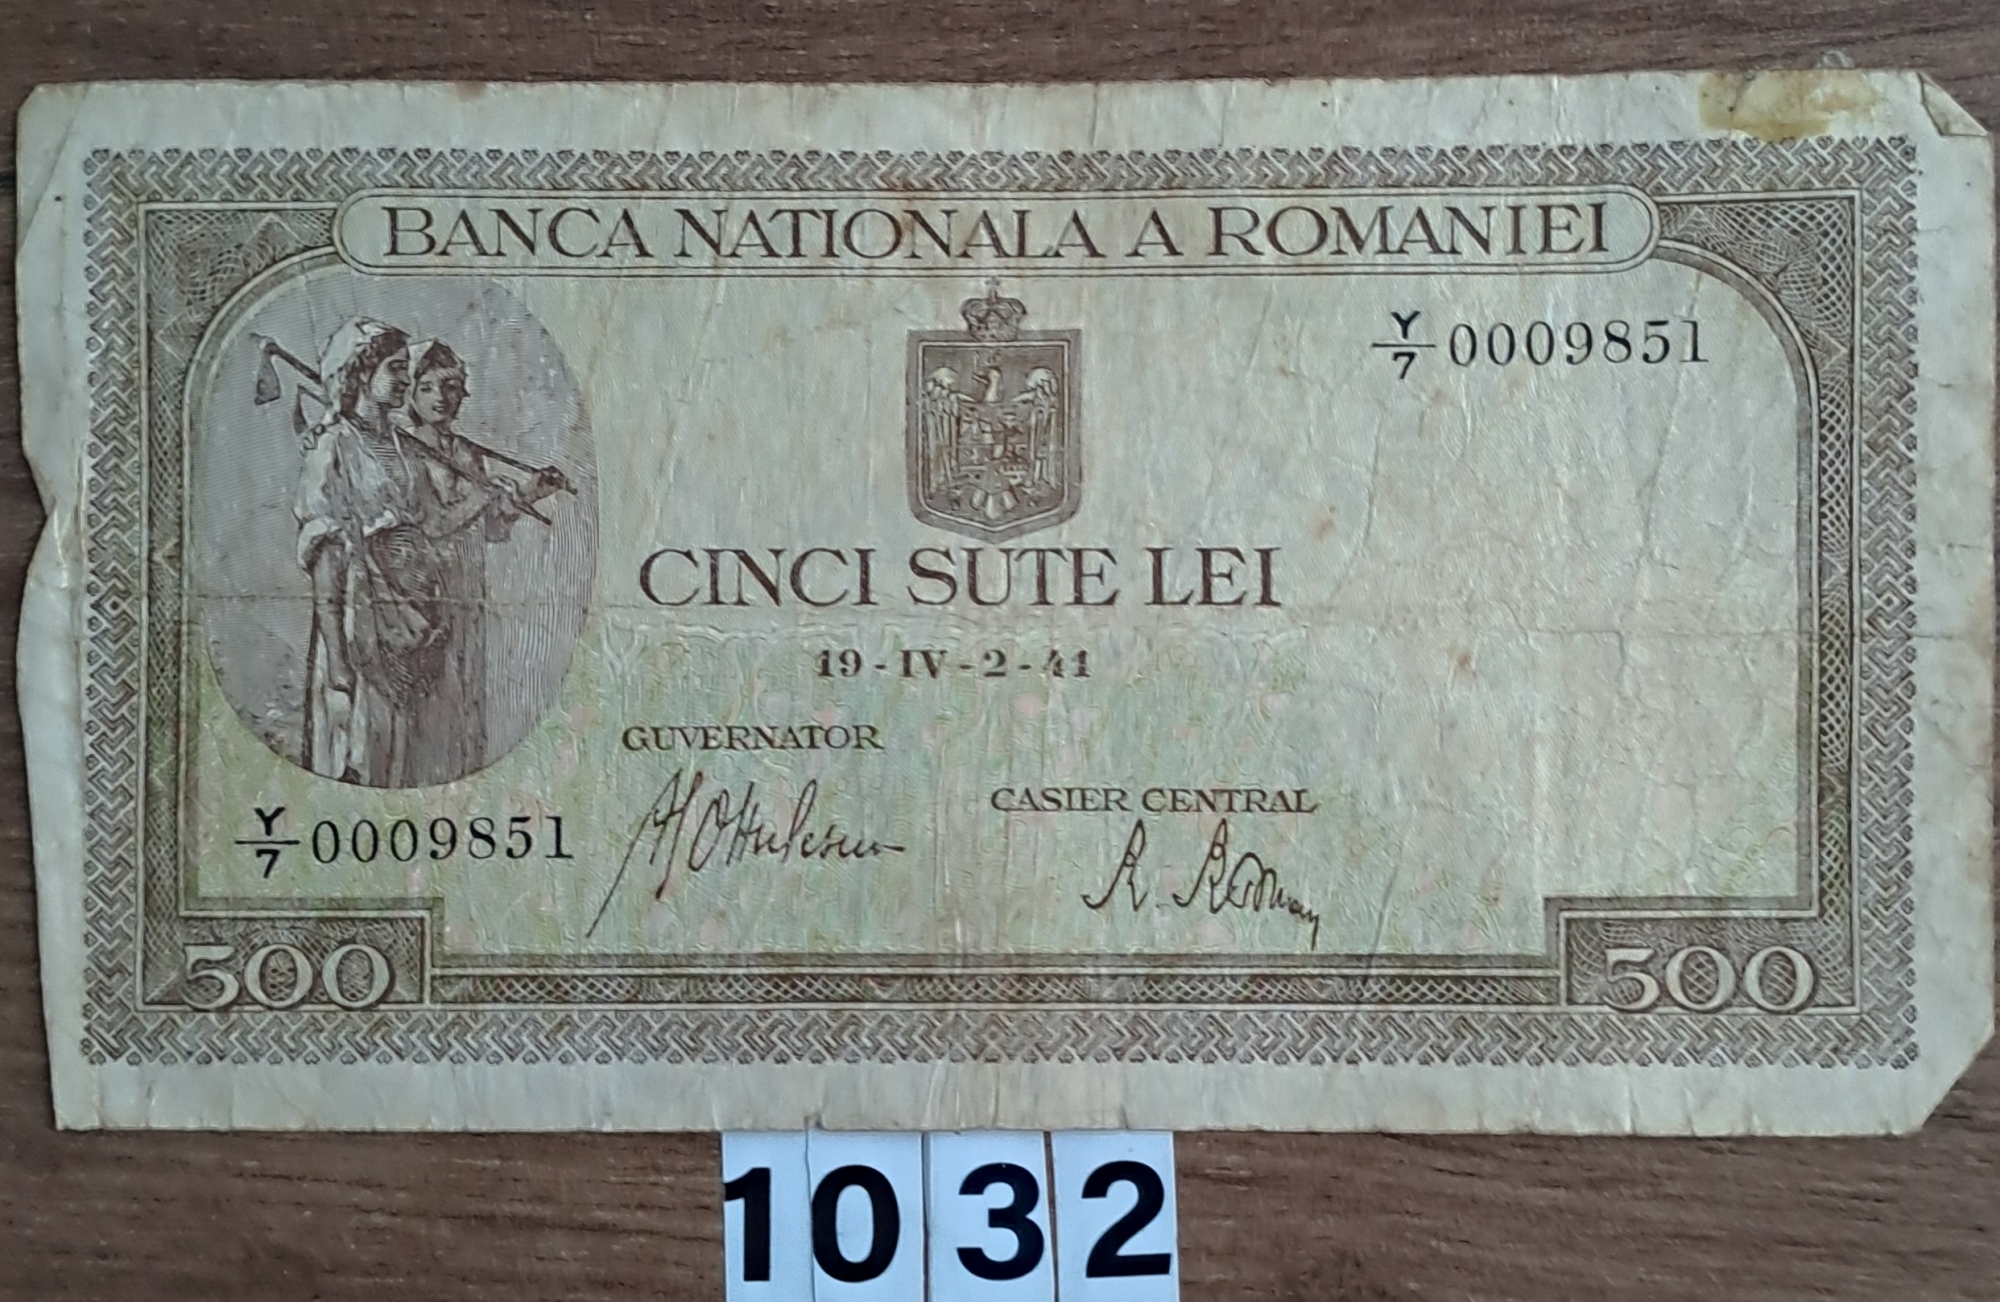 BANCA NATIONALA A ROMANIEI
Y/7 0009851
CINCI SUTE LEI
19-IV-2-41
GUVERNATOR
CASIER CENTRAL
Y/7 0009851
500
500
1032